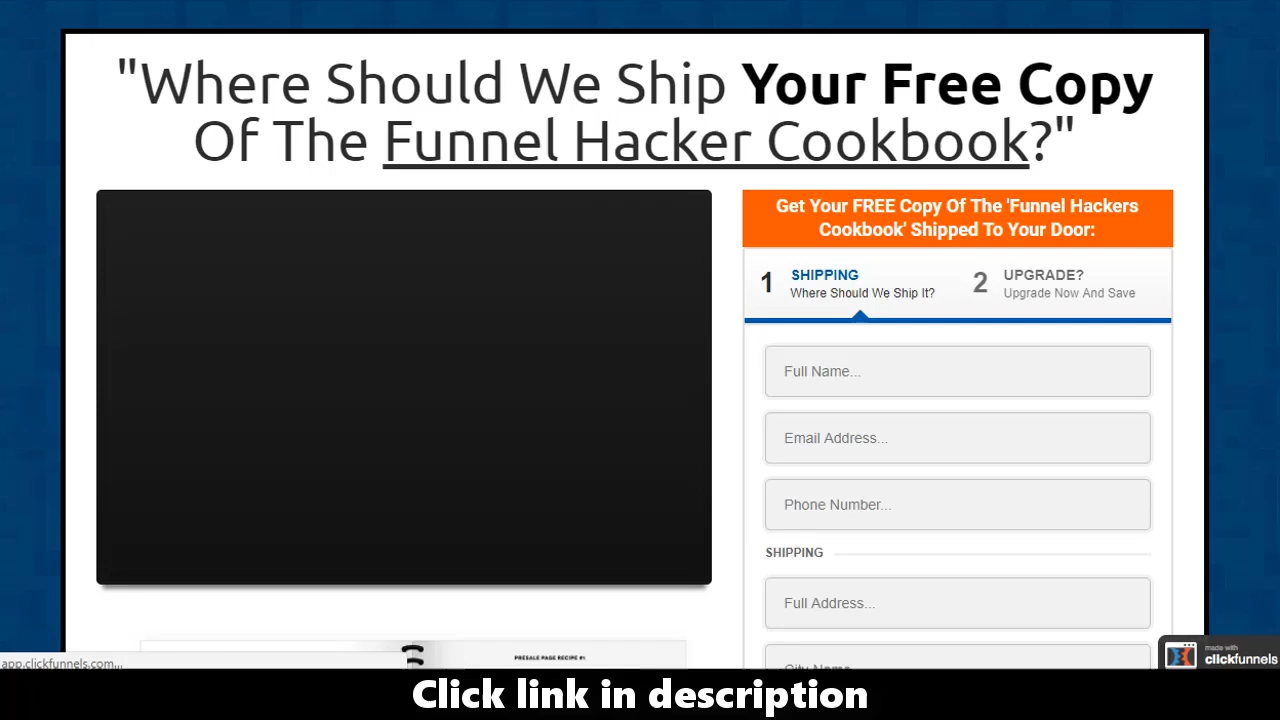 "Where Should We Ship Your Free Copy
Of The Funnel Hacker Cookbook?"
Get Your FREE Copy Of The 'Funnel Hackers
Cookbook' Shipped To Your Door:
1 SHIPPING
Where Should We Ship It?
2 UPGRADE?
Upgrade Now And Save
Full Name...
Email Address...
Phone Number...
SHIPPING
Full Address...
City Name
PRESALE PAGE RECIPE #1
app.clickfunnels.com...
made with
clickfunnels
Click link in description